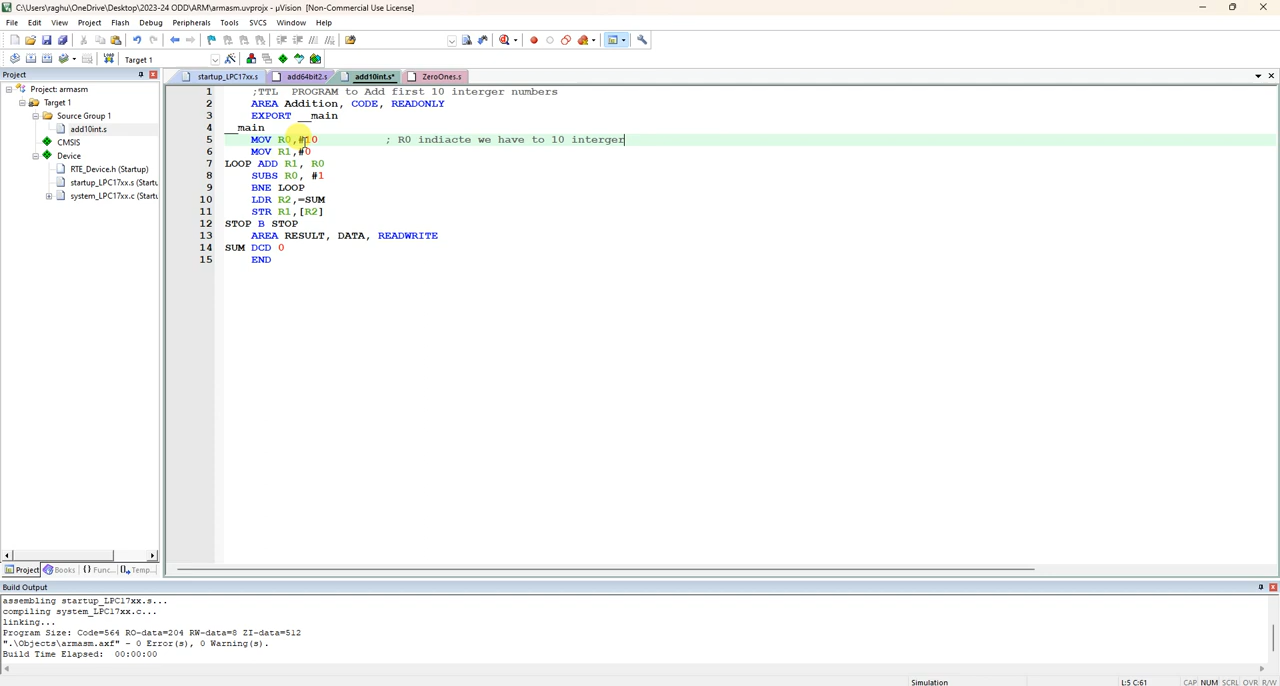 C:\Users\raghu\OneDrive\Desktop\2023-24 ODD\ARM\armasm.uvprojx - µVision [Non-Commercial Use License]
File Edit View Project Flash Debug Peripherals Tools SVCS Window Help
Target 1
Project
startup_LPC17xx.s add64bit2.s add10int.s* ZeroOnes.s
Project: armasm
Target 1
Source Group 1
add10int.s
CMSIS
Device
RTE_Device.h (Startup)
startup_LPC17xx.s (Startu
system_LPC17xx.c (Startu
1 ;TTL PROGRAM to Add first 10 interger numbers
2 AREA Addition, CODE, READONLY
3 EXPORT __main
4 __main
5 MOV R0,#10 ; R0 indiacte we have to 10 interger
6 MOV R1,#0
7 LOOP ADD R1, R0
8 SUBS R0, #1
9 BNE LOOP
10 LDR R2,=SUM
11 STR R1,[R2]
12 STOP B STOP
13 AREA RESULT, DATA, READWRITE
14 SUM DCD 0
15 END
Project Books {} Func... Temp...
Build Output
assembling startup_LPC17xx.s...
compiling system_LPC17xx.c...
linking...
Program Size: Code=564 RO-data=204 RW-data=8 ZI-data=512
".\Objects\armasm.axf" - 0 Error(s), 0 Warning(s).
Build Time Elapsed: 00:00:00
Simulation L:5 C:61 CAP NUM SCRL OVR R/W